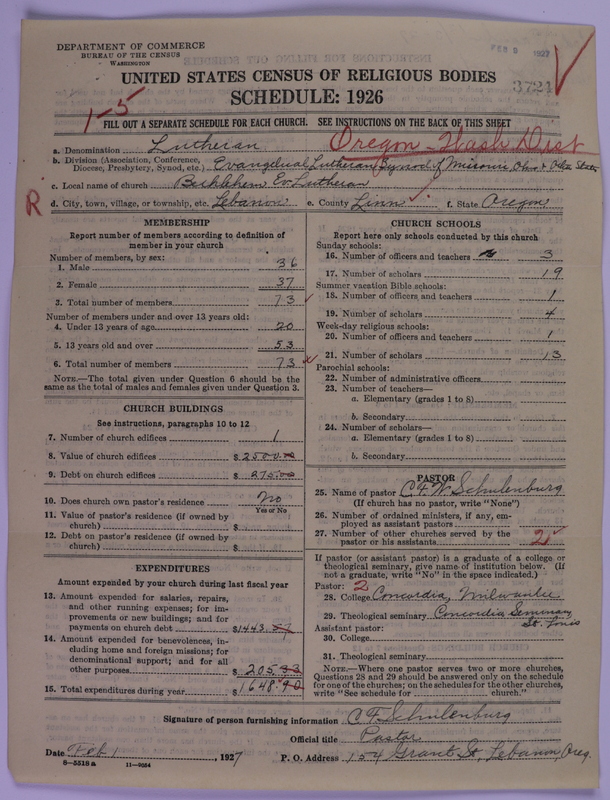 DEPARTMENT OF COMMERCE
BUREAU OF THE CENSUS
WASHINGTON
FEB 9 1927
UNITED STATES CENSUS OF RELIGIOUS BODIES
SCHEDULE: 1926
3721
1-5
FILL OUT A SEPARATE SCHEDULE FOR EACH CHURCH. SEE INSTRUCTIONS ON THE BACK OF THIS SHEET
Oregon - Wash Dist
a. Denomination Lutheran
b. Division (Association, Conference,
Diocese, Presbytery, Synod, etc.) Evangelical Lutheran Synod of Missouri, Ohio & Other States
c. Local name of church Bethlehem Ev. Lutheran
R
d. City, town, village, or township, etc. Lebanon e. County Linn f. State Oregon
MEMBERSHIP
Report number of members according to definition of
member in your church
Number of members, by sex:
1. Male 36
2. Female 37
3. Total number of members 73
Number of members under and over 13 years old:
4. Under 13 years of age 20
5. 13 years old and over 53
6. Total number of members 73
NOTE.—The total given under Question 6 should be the
same as the total of males and females given under Question 3.
CHURCH BUILDINGS
See instructions, paragraphs 10 to 12
7. Number of church edifices 1
8. Value of church edifices $ 2500.00
9. Debt on church edifices $ 275.00
10. Does church own pastor's residence No
Yes or No
11. Value of pastor's residence (if owned by
church) $
12. Debt on pastor's residence (if owned by
church) $
EXPENDITURES
Amount expended by your church during last fiscal year
13. Amount expended for salaries, repairs,
and other running expenses; for im-
provements or new buildings; and for
payments on church debt $ 1443.57
14. Amount expended for benevolences, in-
cluding home and foreign missions; for
denominational support; and for all
other purposes $ 205.33
15. Total expenditures during year $ 1648.90
CHURCH SCHOOLS
Report here only schools conducted by this church
Sunday schools:
16. Number of officers and teachers 3
17. Number of scholars 19
Summer vacation Bible schools:
18. Number of officers and teachers 1
19. Number of scholars 4
Week-day religious schools:
20. Number of officers and teachers 1
21. Number of scholars 13
Parochial schools:
22. Number of administrative officers
23. Number of teachers—
a. Elementary (grades 1 to 8)
b. Secondary
24. Number of scholars—
a. Elementary (grades 1 to 8)
b. Secondary
PASTOR
25. Name of pastor C. F. W. Schulenburg
(If church has no pastor, write "None")
26. Number of ordained ministers, if any, em-
ployed as assistant pastors
27. Number of other churches served by the
pastor or his assistants 2
If pastor (or assistant pastor) is a graduate of a college or
theological seminary, give name of institution below. (If
not a graduate, write "No" in the space indicated.)
Pastor: 2
28. College Concordia, Milwaukee
29. Theological seminary Concordia Seminary
St. Louis
Assistant pastor:
30. College
31. Theological seminary
NOTE.—Where one pastor serves two or more churches,
Questions 28 and 29 should be answered only on the schedule
for one of the churches; on the schedules for the other churches,
write "See schedule for church."
Signature of person furnishing information C F Schulenburg
Official title Pastor
Date Feb 1, 1927 P. O. Address 154 Grant St, Lebanon, Oreg.
8—5518 a 11—9054